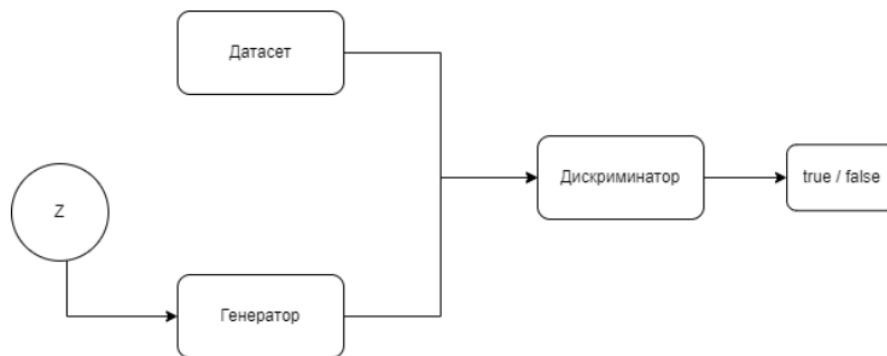 Датасет
Z
Дискриминатор
true / false
Генератор